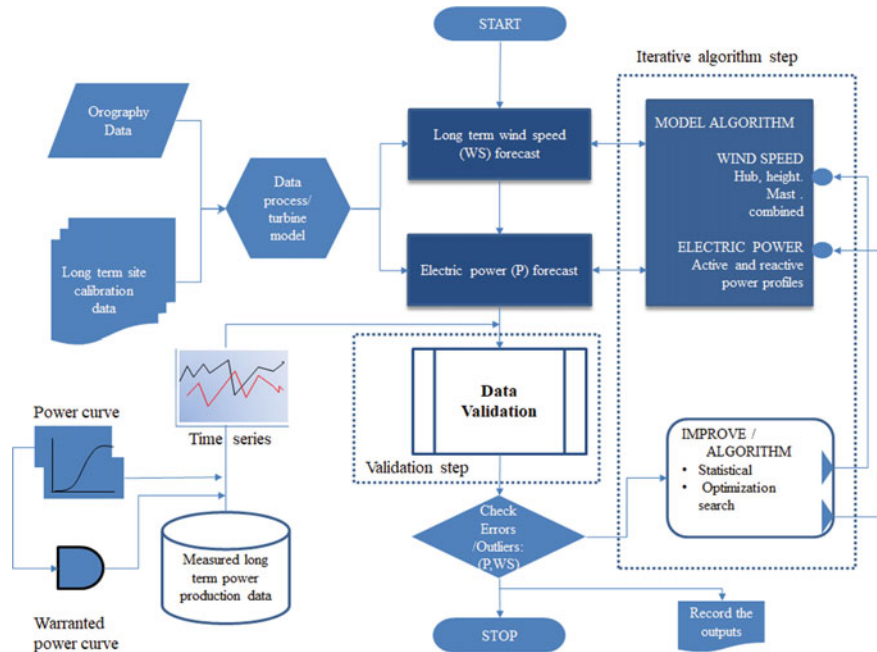 START
Iterative algorithm step
Orography
Data
Long term wind speed
(WS) forecast
MODEL ALGORITHM
WIND SPEED
Hub, height.
Mast .
combined
ELECTRIC POWER
Active and reactive
power profiles
Data
process/
turbine
model
Long term site
calibration
data
Electric power (P) forecast
Data
Validation
Validation step
Time series
Power curve
IMPROVE /
ALGORITHM
• Statistical
• Optimization
search
Check
Errors
/Outliers:
(P,WS)
Measured long
term power
production data
Warranted
power curve
STOP
Record the
outputs